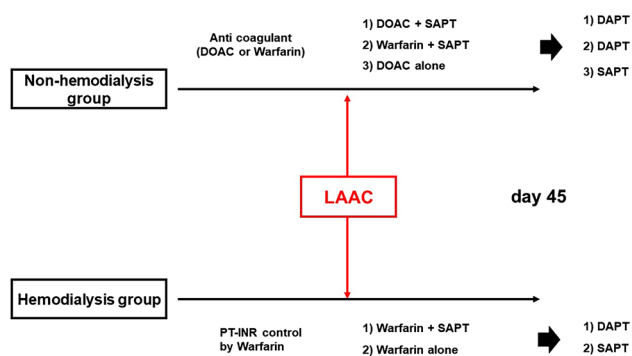 Anti coagulant
(DOAC or Warfarin)
1) DOAC + SAPT
2) Warfarin + SAPT
3) DOAC alone
1) DAPT
2) DAPT
3) SAPT
Non-hemodialysis
group
LAAC
day 45
Hemodialysis group
PT-INR control
by Warfarin
1) Warfarin + SAPT
2) Warfarin alone
1) DAPT
2) SAPT